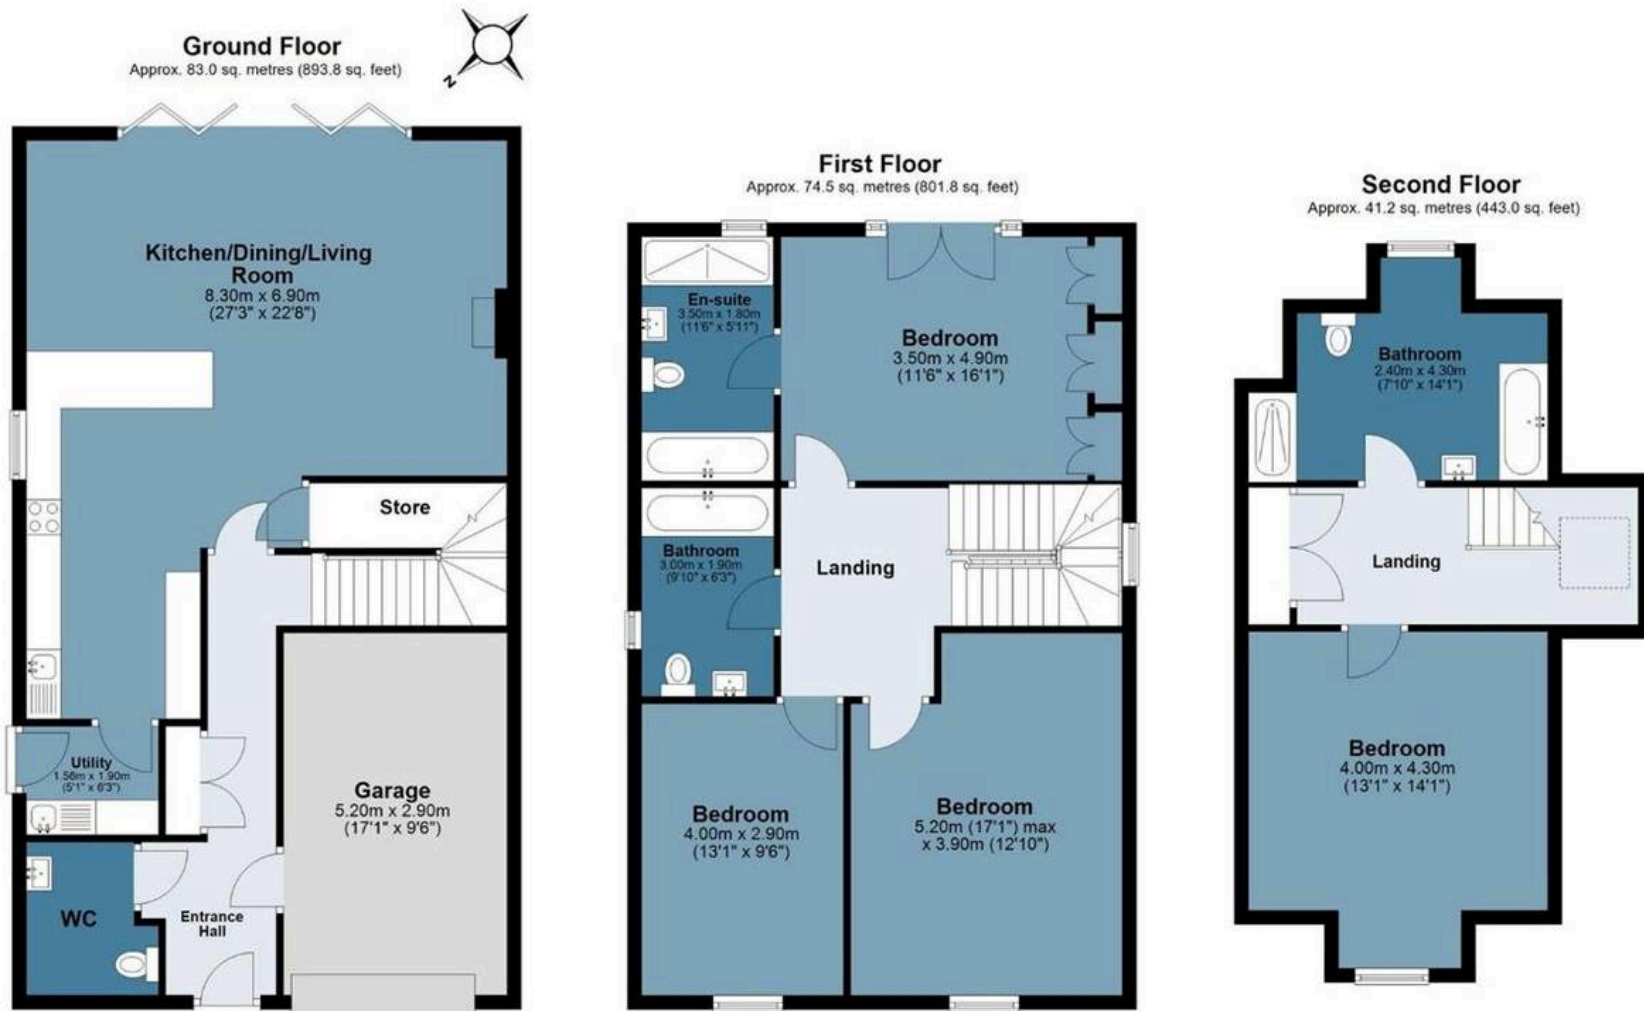 Ground Floor
Approx. 83.0 sq. metres (893.8 sq. feet)
N
Kitchen/Dining/Living
Room
8.30m x 6.90m
(27'3" x 22'8")
Store
Utility
1.56m x 1.90m
(5'1" x 6'3")
Garage
5.20m x 2.90m
(17'1" x 9'6")
WC
Entrance
Hall
First Floor
Approx. 74.5 sq. metres (801.8 sq. feet)
En-suite
3.50m x 1.80m
(11'6" x 5'11")
Bedroom
3.50m x 4.90m
(11'6" x 16'1")
Bathroom
3.00m x 1.90m
(9'10" x 6'3")
Landing
Bedroom
4.00m x 2.90m
(13'1" x 9'6")
Bedroom
5.20m (17'1") max
x 3.90m (12'10")
Second Floor
Approx. 41.2 sq. metres (443.0 sq. feet)
Bathroom
2.40m x 4.30m
(7'10" x 14'1")
Landing
Bedroom
4.00m x 4.30m
(13'1" x 14'1")